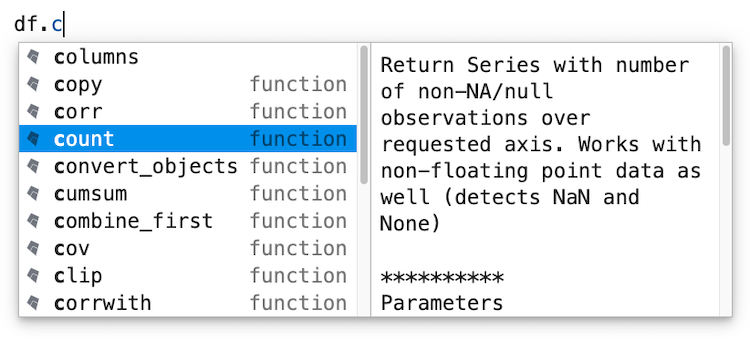 df.c
columns
copy function
corr function
count function
convert_objects function
cumsum function
combine_first function
cov function
clip function
corrwith function
Return Series with number
of non-NA/null
observations over
requested axis. Works with
non-floating point data as
well (detects NaN and
None)
**********
Parameters